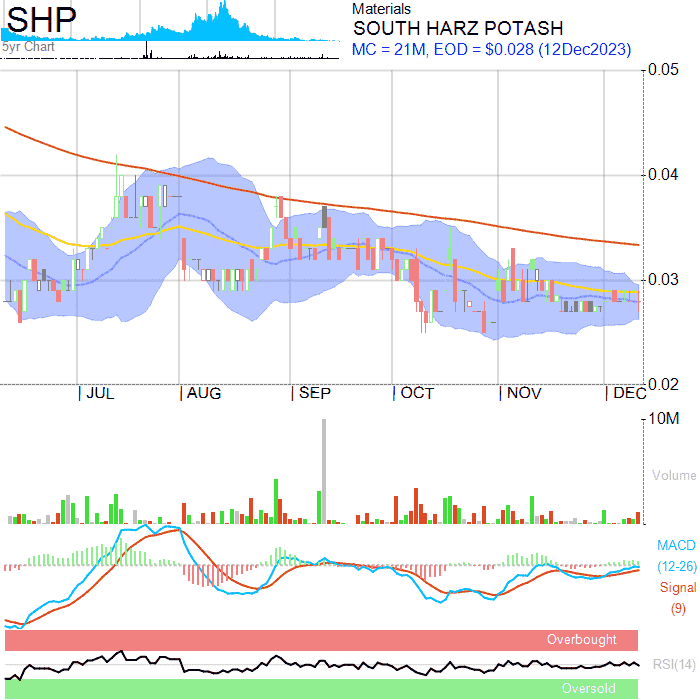 SHP
5yr Chart
Materials
SOUTH HARZ POTASH
MC = 21M, EOD = $0.028 (12Dec2023)
0.05
0.04
0.03
0.02
JUL AUG SEP OCT NOV DEC
10M
Volume
MACD
(12-26)
Signal
(9)
Overbought
RSI(14)
Oversold